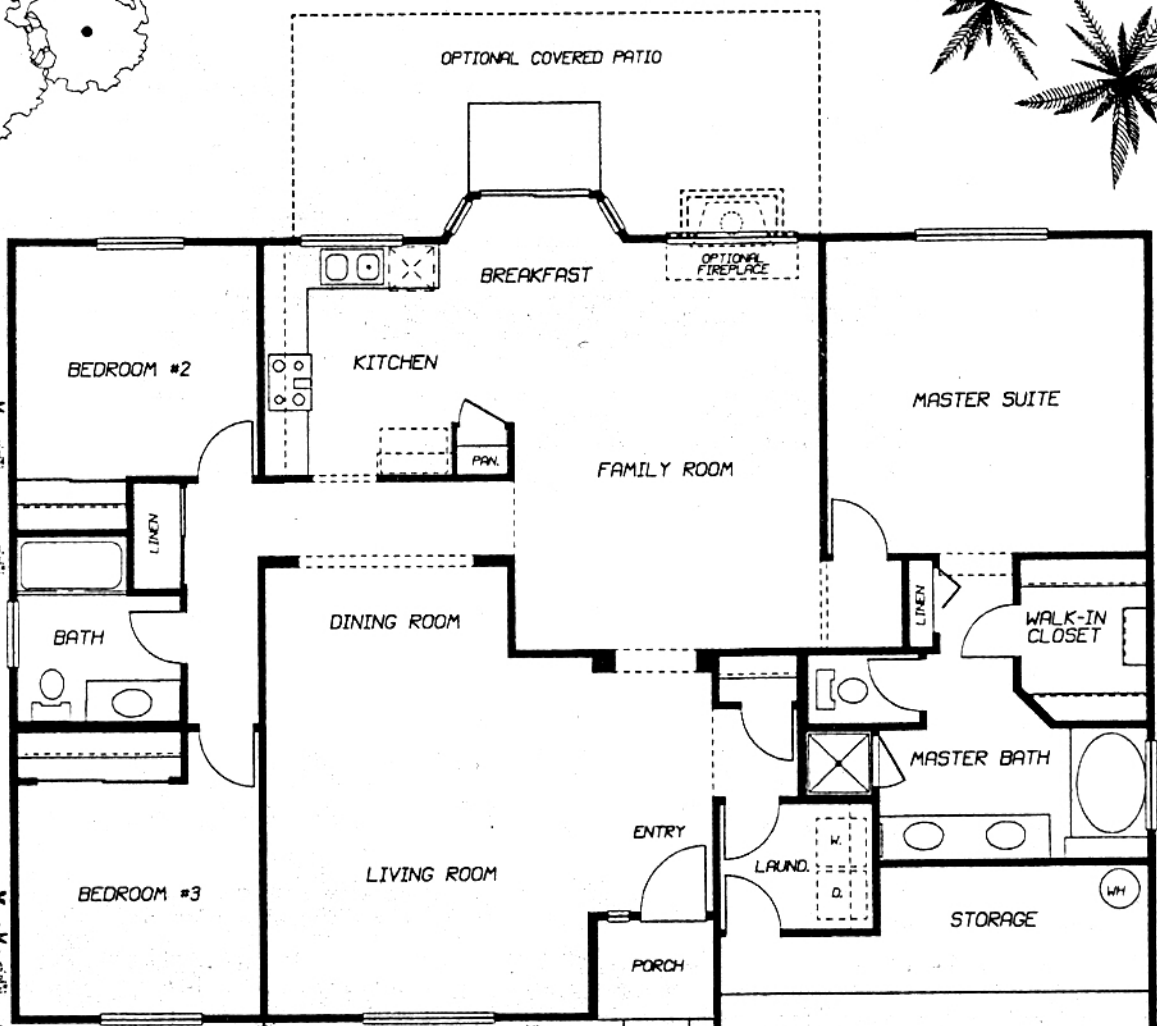 OPTIONAL COVERED PATIO
OPTIONAL
FIREPLACE
BREAKFAST
KITCHEN
BEDROOM #2
MASTER SUITE
PAN.
FAMILY ROOM
LINEN
LINEN
DINING ROOM
WALK-IN
CLOSET
BATH
MASTER BATH
ENTRY
W.
LAUND.
LIVING ROOM
D.
WH
BEDROOM #3
STORAGE
PORCH